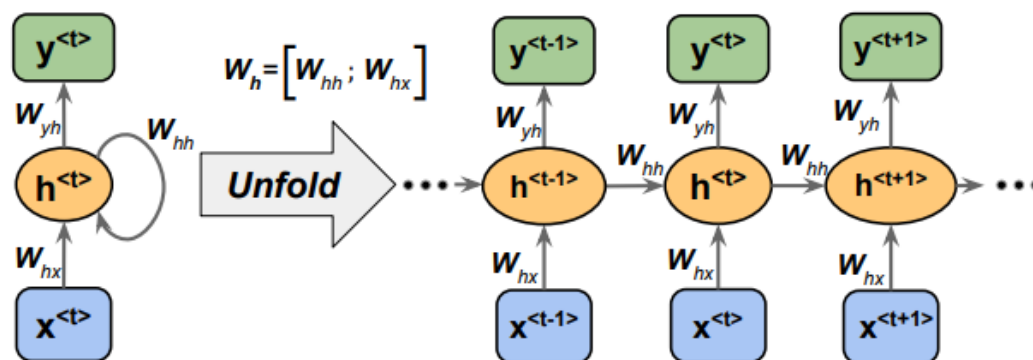 y<t>
W_h=[W_hh ; W_hx]
y<t-1>
y<t>
y<t+1>
W_yh
W_hh
W_yh
W_yh
W_yh
h<t>
Unfold
h<t-1>
W_hh
h<t>
W_hh
h<t+1>
W_hx
W_hx
W_hx
W_hx
x<t>
x<t-1>
x<t>
x<t+1>